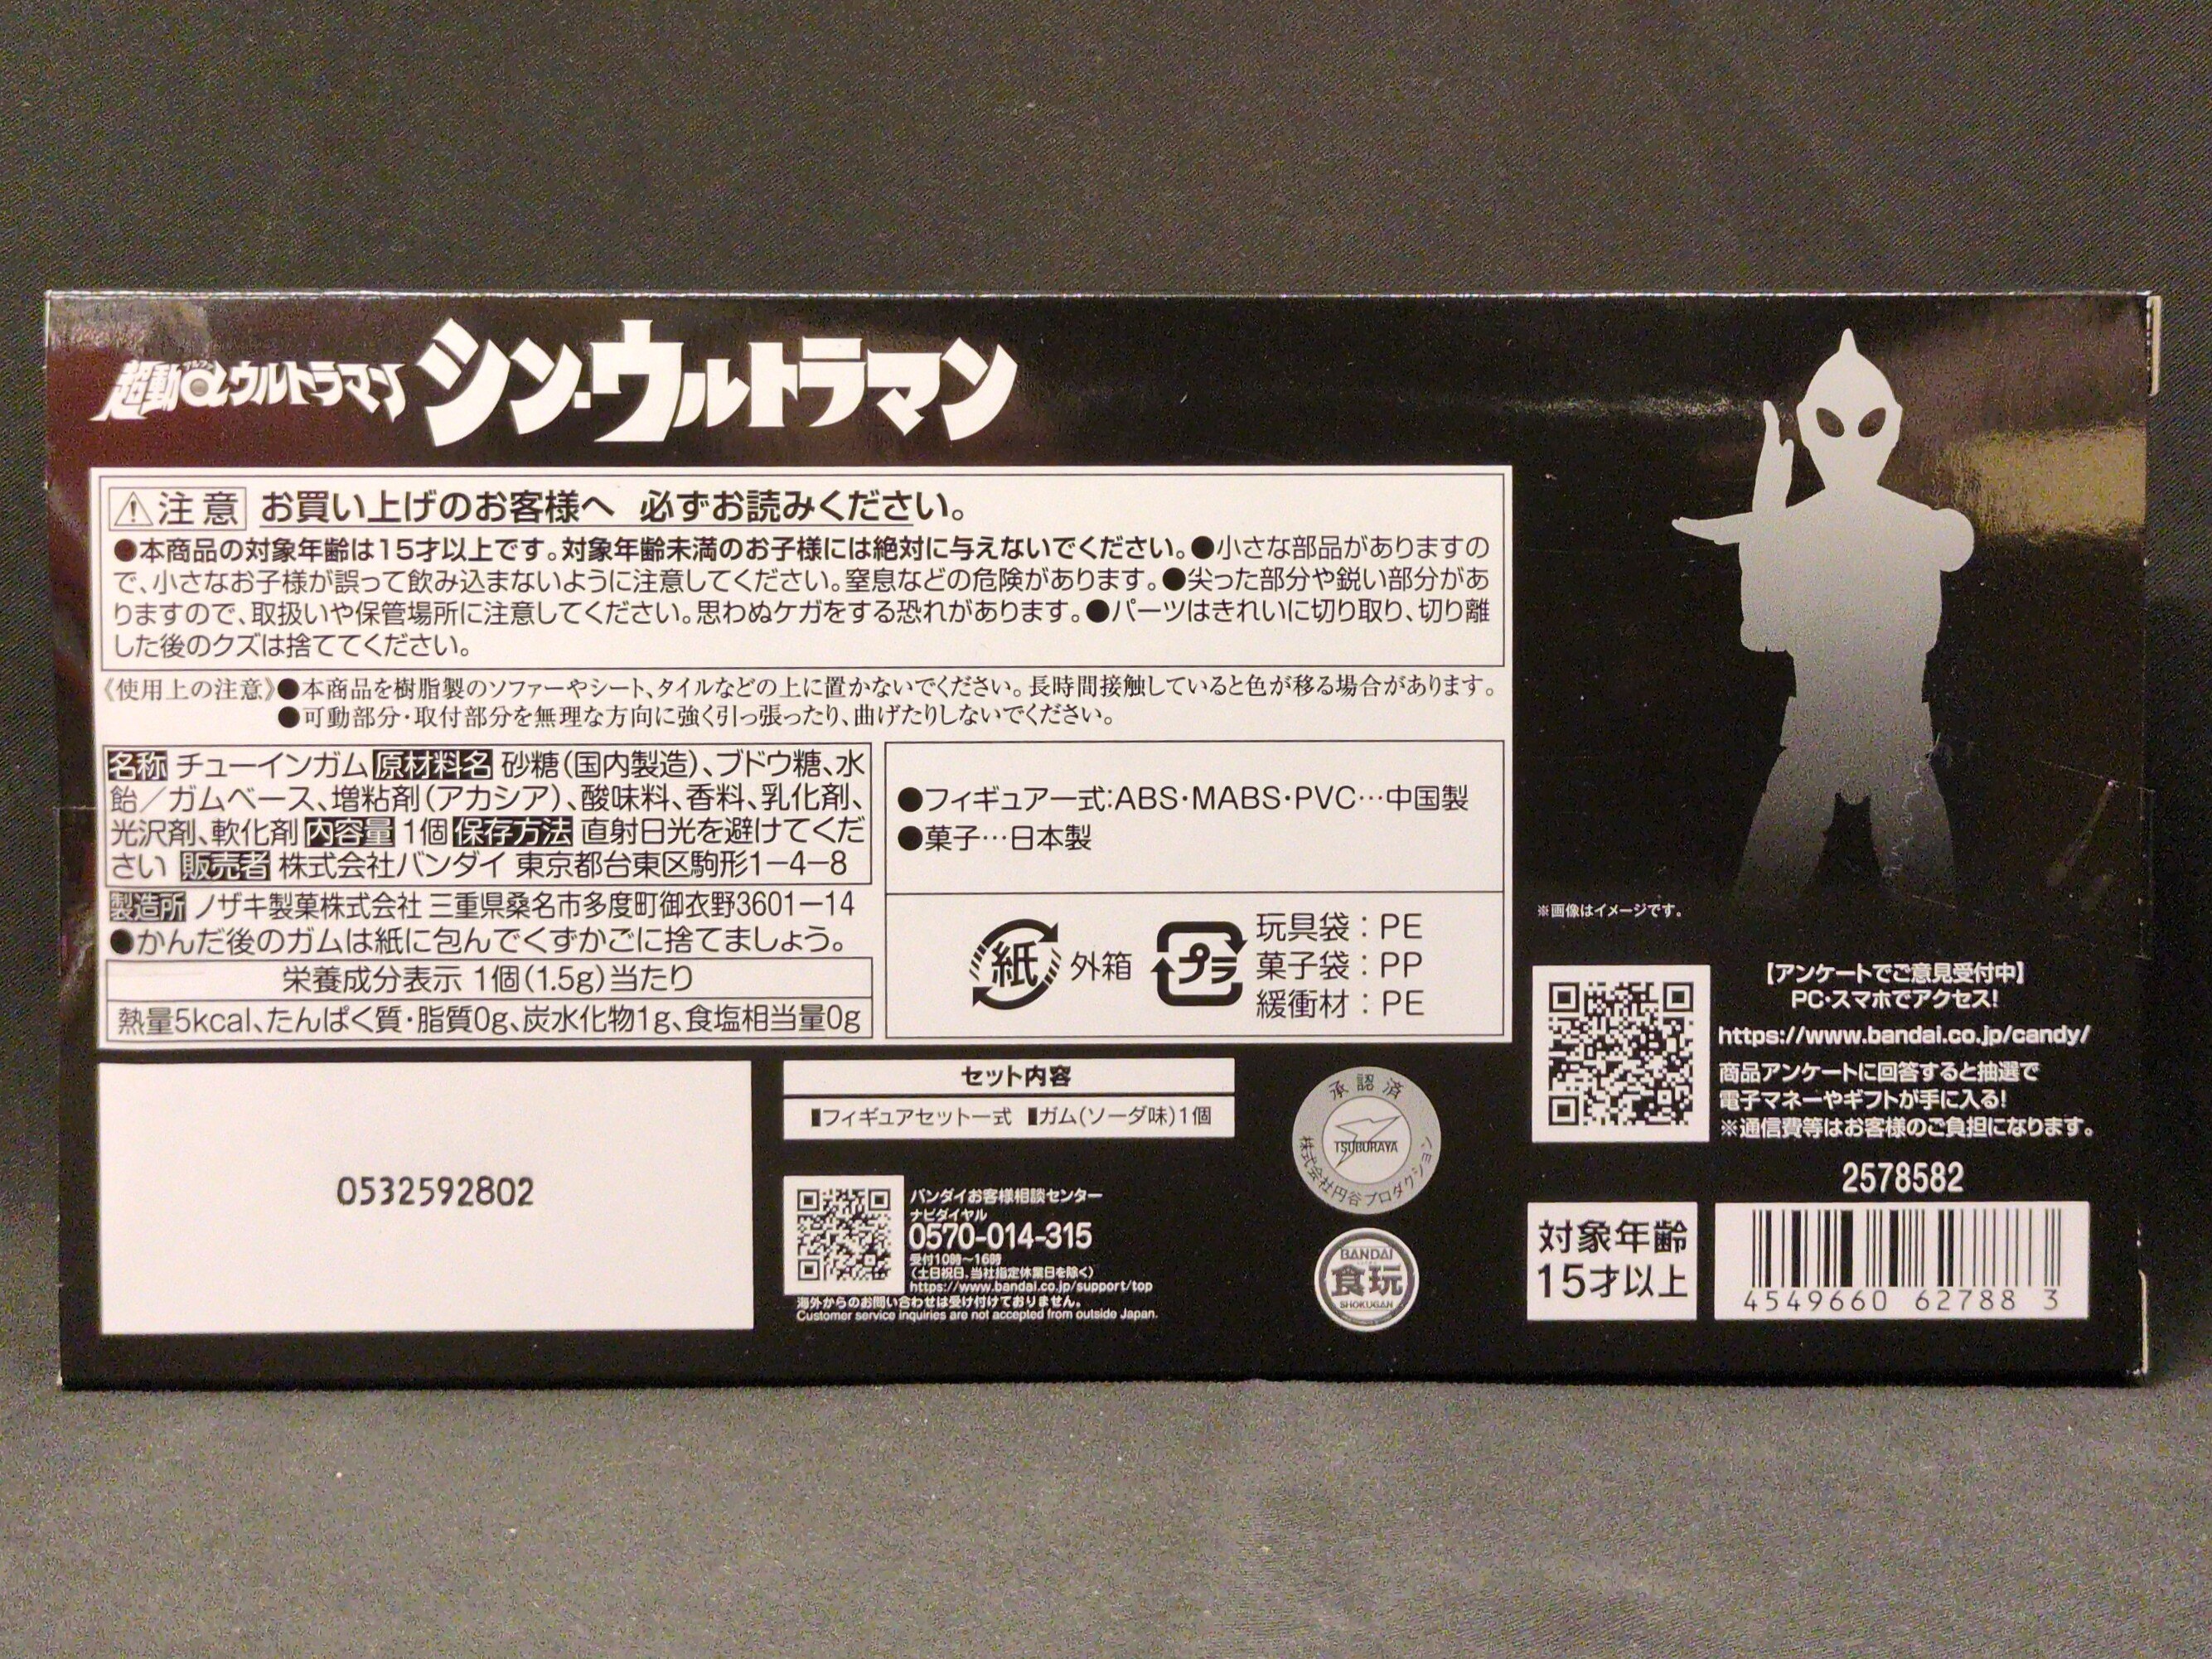 超動αウルトラマン シン・ウルトラマン
⚠注意 お買い上げのお客様へ 必ずお読みください。
●本商品の対象年齢は15才以上です。対象年齢未満のお子様には絶対に与えないでください。●小さな部品がありますの
で、小さなお子様が誤って飲み込まないように注意してください。窒息などの危険があります。●尖った部分や鋭い部分があ
りますので、取扱いや保管場所に注意してください。思わぬケガをする恐れがあります。●パーツはきれいに切り取り、切り離
した後のクズは捨ててください。
《使用上の注意》●本商品を樹脂製のソファーやシート、タイルなどの上に置かないでください。長時間接触していると色が移る場合があります。
●可動部分・取付部分を無理な方向に強く引っ張ったり、曲げたりしないでください。
名称 チューインガム 原材料名 砂糖(国内製造)、ブドウ糖、水
飴／ガムベース、増粘剤(アカシア)、酸味料、香料、乳化剤、
光沢剤、軟化剤 内容量 1個 保存方法 直射日光を避けてくだ
さい 販売者 株式会社バンダイ 東京都台東区駒形1-4-8
製造所 ノザキ製菓株式会社 三重県桑名市多度町御衣野3601-14
●かんだ後のガムは紙に包んでくずかごに捨てましょう。
栄養成分表示 1個(1.5g)当たり
熱量5kcal、たんぱく質・脂質0g、炭水化物1g、食塩相当量0g
●フィギュア一式:ABS・MABS・PVC…中国製
●菓子…日本製
紙 外箱
プラ
玩具袋：PE
菓子袋：PP
緩衝材：PE
※画像はイメージです。
【アンケートでご意見受付中】
PC・スマホでアクセス!
https://www.bandai.co.jp/candy/
商品アンケートに回答すると抽選で
電子マネーやギフトが手に入る!
※通信費等はお客様のご負担になります。
0532592802
セット内容
■フィギュアセット一式 ■ガム(ソーダ味)1個
バンダイお客様相談センター
ナビダイヤル
0570-014-315
受付10時～16時
(土日祝日、当社指定休業日を除く)
https://www.bandai.co.jp/support/top
海外からのお問い合わせは受け付けておりません。
Customer service inquiries are not accepted from outside Japan.
承認済
TSUBURAYA
株式会社円谷プロダクション
BANDAI
食玩
SHOKUGAN
対象年齢
15才以上
2578582
4549660 62788 3